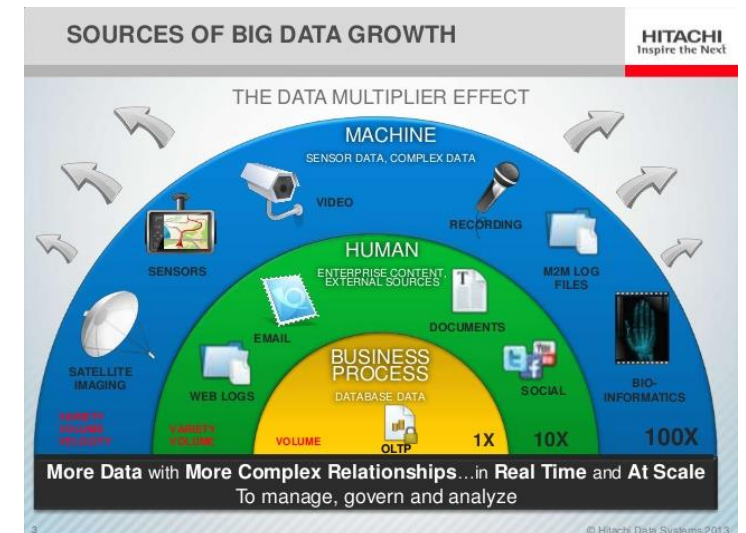 SOURCES OF BIG DATA GROWTH
HITACHI
Inspire the Next
THE DATA MULTIPLIER EFFECT
MACHINE
SENSOR DATA, COMPLEX DATA
VIDEO
RECORDING
SENSORS
M2M LOG
FILES
HUMAN
ENTERPRISE CONTENT,
EXTERNAL SOURCES
T
EMAIL
DOCUMENTS
SATELLITE
IMAGING
WEB LOGS
BUSINESS
PROCESS
DATABASE DATA
SOCIAL
BIO-
INFORMATICS
VARIETY
VOLUME
VELOCITY
VARIETY
VOLUME
VOLUME
OLTP
1X
10X
100X
More Data with More Complex Relationships...in Real Time and At Scale
To manage, govern and analyze
3
© Hitachi Data Systems 2013